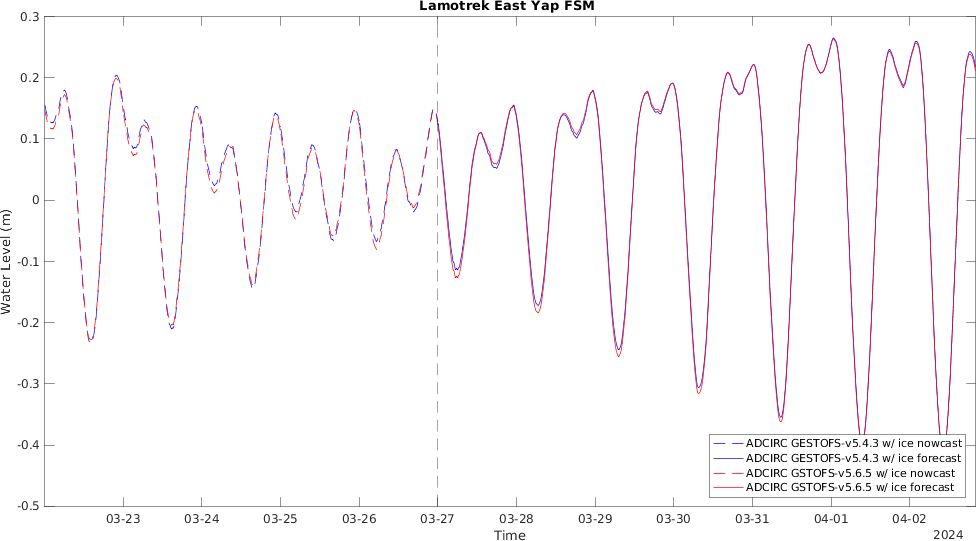 Lamotrek East Yap FSM
0.3
0.2
0.1
0
-0.1
-0.2
-0.3
-0.4
-0.5
Water Level (m)
ADCIRC GESTOFS-v5.4.3 w/ ice nowcast
ADCIRC GESTOFS-v5.4.3 w/ ice forecast
ADCIRC GSTOFS-v5.6.5 w/ ice nowcast
ADCIRC GSTOFS-v5.6.5 w/ ice forecast
03-23 03-24 03-25 03-26 03-27 03-28 03-29 03-30 03-31 04-01 04-02
Time
2024